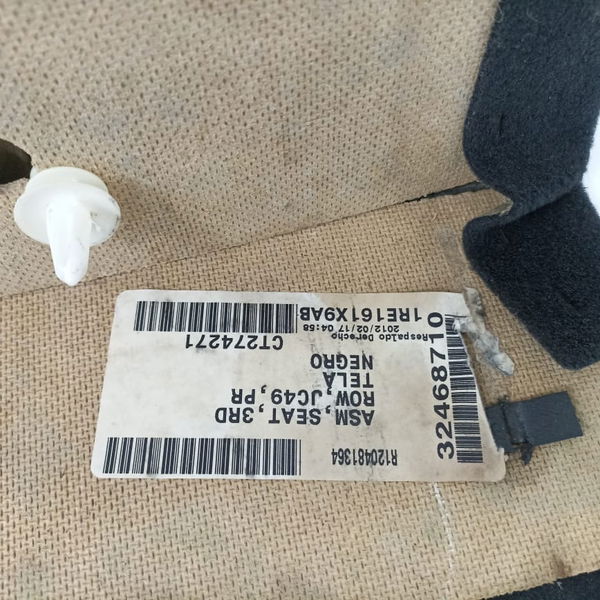 R120481364
ASM,SEAT,3RD
ROW,JC49,PR
TELA
NEGRO
CT274271
Respaldo Derecho
2012/02/17 04:58
1RE161X9AB
32468710